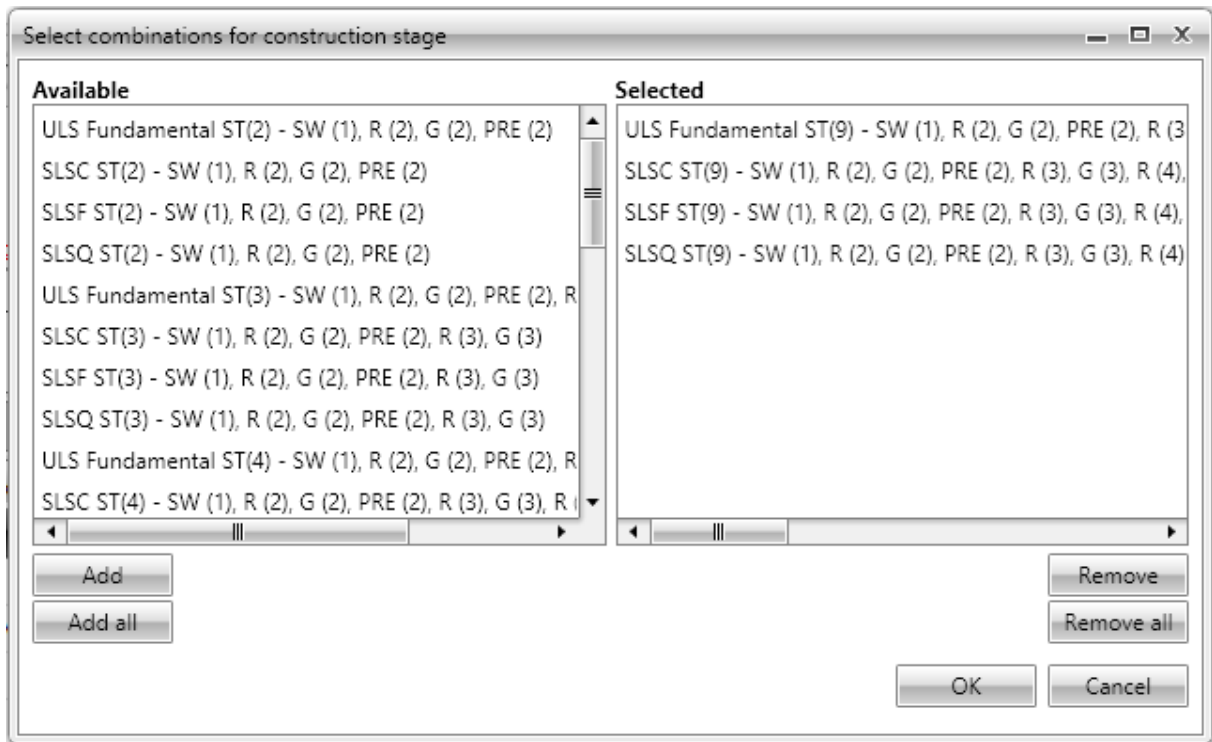 Select combinations for construction stage
Available
ULS Fundamental ST(2) - SW (1), R (2), G (2), PRE (2)
SLSC ST(2) - SW (1), R (2), G (2), PRE (2)
SLSF ST(2) - SW (1), R (2), G (2), PRE (2)
SLSQ ST(2) - SW (1), R (2), G (2), PRE (2)
ULS Fundamental ST(3) - SW (1), R (2), G (2), PRE (2), R
SLSC ST(3) - SW (1), R (2), G (2), PRE (2), R (3), G (3)
SLSF ST(3) - SW (1), R (2), G (2), PRE (2), R (3), G (3)
SLSQ ST(3) - SW (1), R (2), G (2), PRE (2), R (3), G (3)
ULS Fundamental ST(4) - SW (1), R (2), G (2), PRE (2), R
SLSC ST(4) - SW (1), R (2), G (2), PRE (2), R (3), G (3), R (
Selected
ULS Fundamental ST(9) - SW (1), R (2), G (2), PRE (2), R (3
SLSC ST(9) - SW (1), R (2), G (2), PRE (2), R (3), G (3), R (4),
SLSF ST(9) - SW (1), R (2), G (2), PRE (2), R (3), G (3), R (4),
SLSQ ST(9) - SW (1), R (2), G (2), PRE (2), R (3), G (3), R (4)
Add
Add all
Remove
Remove all
OK
Cancel